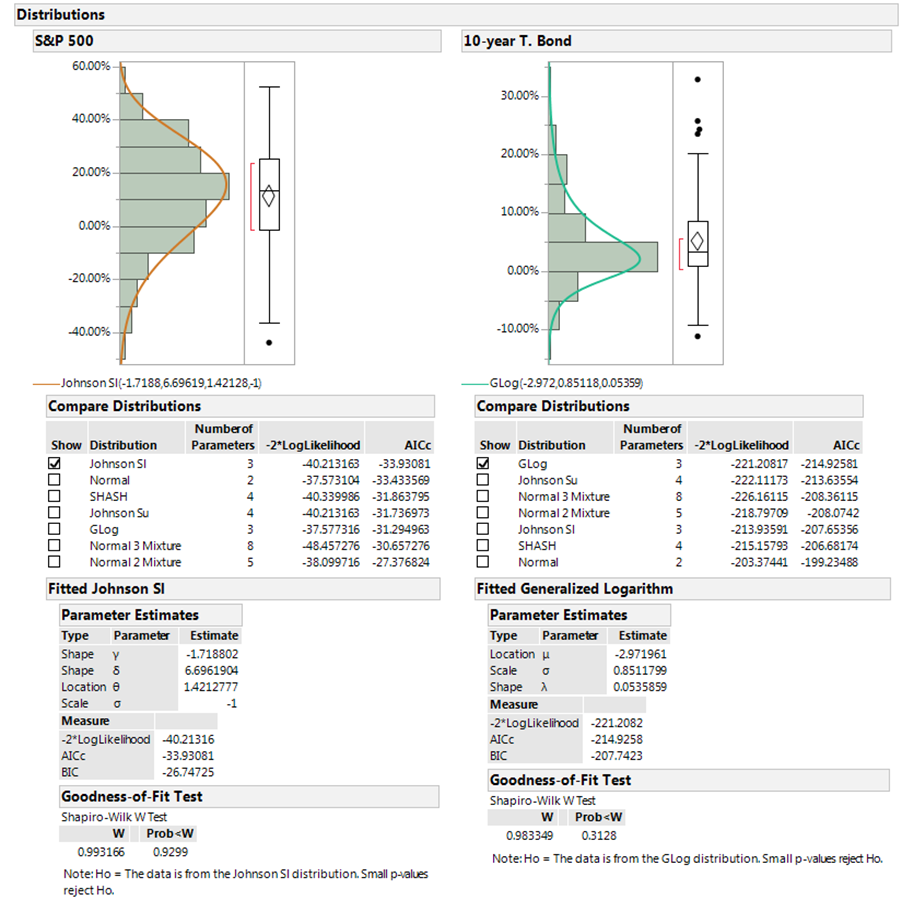 Distributions
S&P 500
60.00%
40.00%
20.00%
0.00%
-20.00%
-40.00%
Johnson Sl(-1.7188,6.69619,1.42128,-1)
Compare Distributions
Show Distribution Number of Parameters -2*LogLikelihood AICc
Johnson Sl 3 -40.213163 -33.93081
Normal 2 -37.573104 -33.433569
SHASH 4 -40.339986 -31.863795
Johnson Su 4 -40.213163 -31.736973
GLog 3 -37.577316 -31.294963
Normal 3 Mixture 8 -48.457276 -30.657276
Normal 2 Mixture 5 -38.099716 -27.376824
Fitted Johnson Sl
Parameter Estimates
Type Parameter Estimate
Shape γ -1.718802
Shape δ 6.6961904
Location θ 1.4212777
Scale σ -1
Measure
-2*LogLikelihood -40.21316
AICc -33.93081
BIC -26.74725
Goodness-of-Fit Test
Shapiro-Wilk W Test
W Prob<W
0.993166 0.9299
Note: Ho = The data is from the Johnson Sl distribution. Small p-values
reject Ho.
10-year T. Bond
30.00%
20.00%
10.00%
0.00%
-10.00%
GLog(-2.972,0.85118,0.05359)
Compare Distributions
Show Distribution Number of Parameters -2*LogLikelihood AICc
GLog 3 -221.20817 -214.92581
Johnson Su 4 -222.11173 -213.63554
Normal 3 Mixture 8 -226.16115 -208.36115
Normal 2 Mixture 5 -218.79709 -208.0742
Johnson Sl 3 -213.93591 -207.65356
SHASH 4 -215.15793 -206.68174
Normal 2 -203.37441 -199.23488
Fitted Generalized Logarithm
Parameter Estimates
Type Parameter Estimate
Location μ -2.971961
Scale σ 0.8511799
Shape λ 0.0535859
Measure
-2*LogLikelihood -221.2082
AICc -214.9258
BIC -207.7423
Goodness-of-Fit Test
Shapiro-Wilk W Test
W Prob<W
0.983349 0.3128
Note: Ho = The data is from the GLog distribution. Small p-values reject Ho.